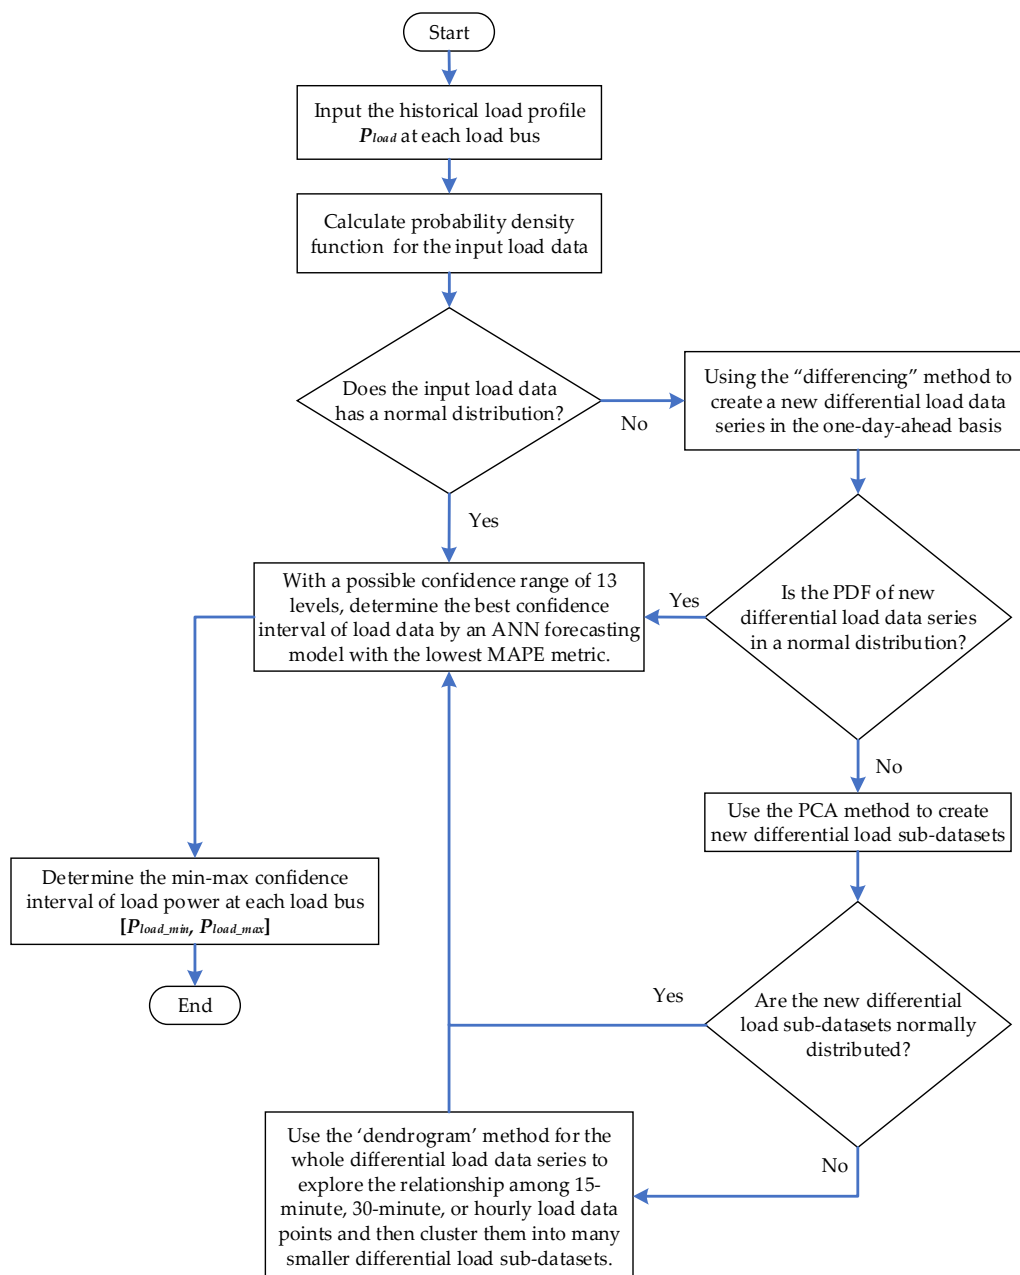 Start
Input the historical load profile
Pload at each load bus
Calculate probability density
function for the input load data
Does the input load data
has a normal distribution?
No
Using the “differencing” method to
create a new differential load data
series in the one-day-ahead basis
Yes
With a possible confidence range of 13
levels, determine the best confidence
interval of load data by an ANN forecasting
model with the lowest MAPE metric.
Yes
Is the PDF of new
differential load data series
in a normal distribution?
No
Use the PCA method to create
new differential load sub-datasets
Determine the min-max confidence
interval of load power at each load bus
[Pload_min, Pload_max]
End
Yes
Are the new differential
load sub-datasets normally
distributed?
No
Use the ‘dendrogram’ method for the
whole differential load data series to
explore the relationship among 15-
minute, 30-minute, or hourly load data
points and then cluster them into many
smaller differential load sub-datasets.